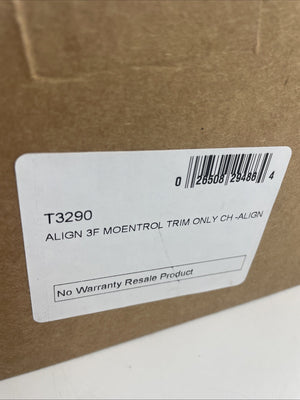 0 26508 29486 4
T3290
ALIGN 3F MOENTROL TRIM ONLY CH -ALIGN
No Warranty Resale Product